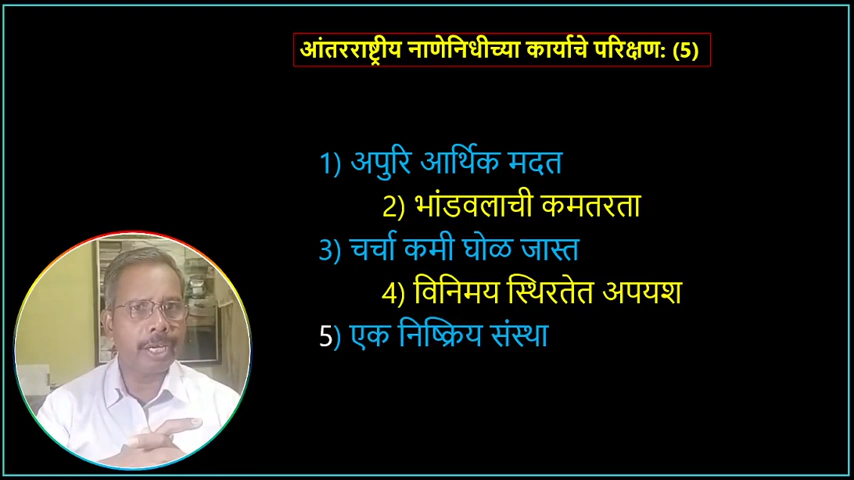 आंतरराष्ट्रीय नाणेनिधीच्या कार्याचे परिक्षण: (5)
1) अपुरि आर्थिक मदत
2) भांडवलाची कमतरता
3) चर्चा कमी घोळ जास्त
4) विनिमय स्थिरतेत अपयश
5) एक निष्क्रिय संस्था